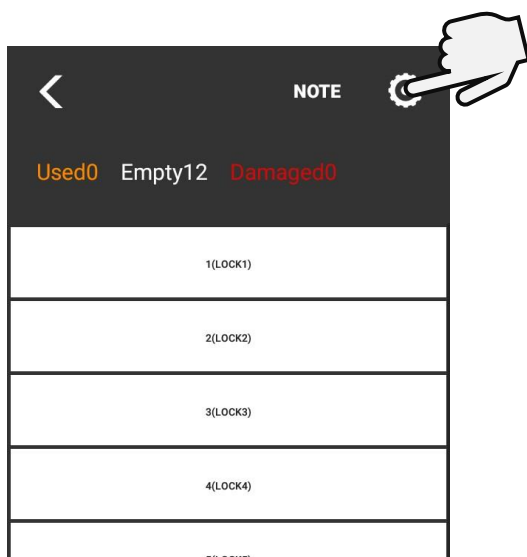 NOTE
Used0 Empty12 Damaged0
1(LOCK1)
2(LOCK2)
3(LOCK3)
4(LOCK4)